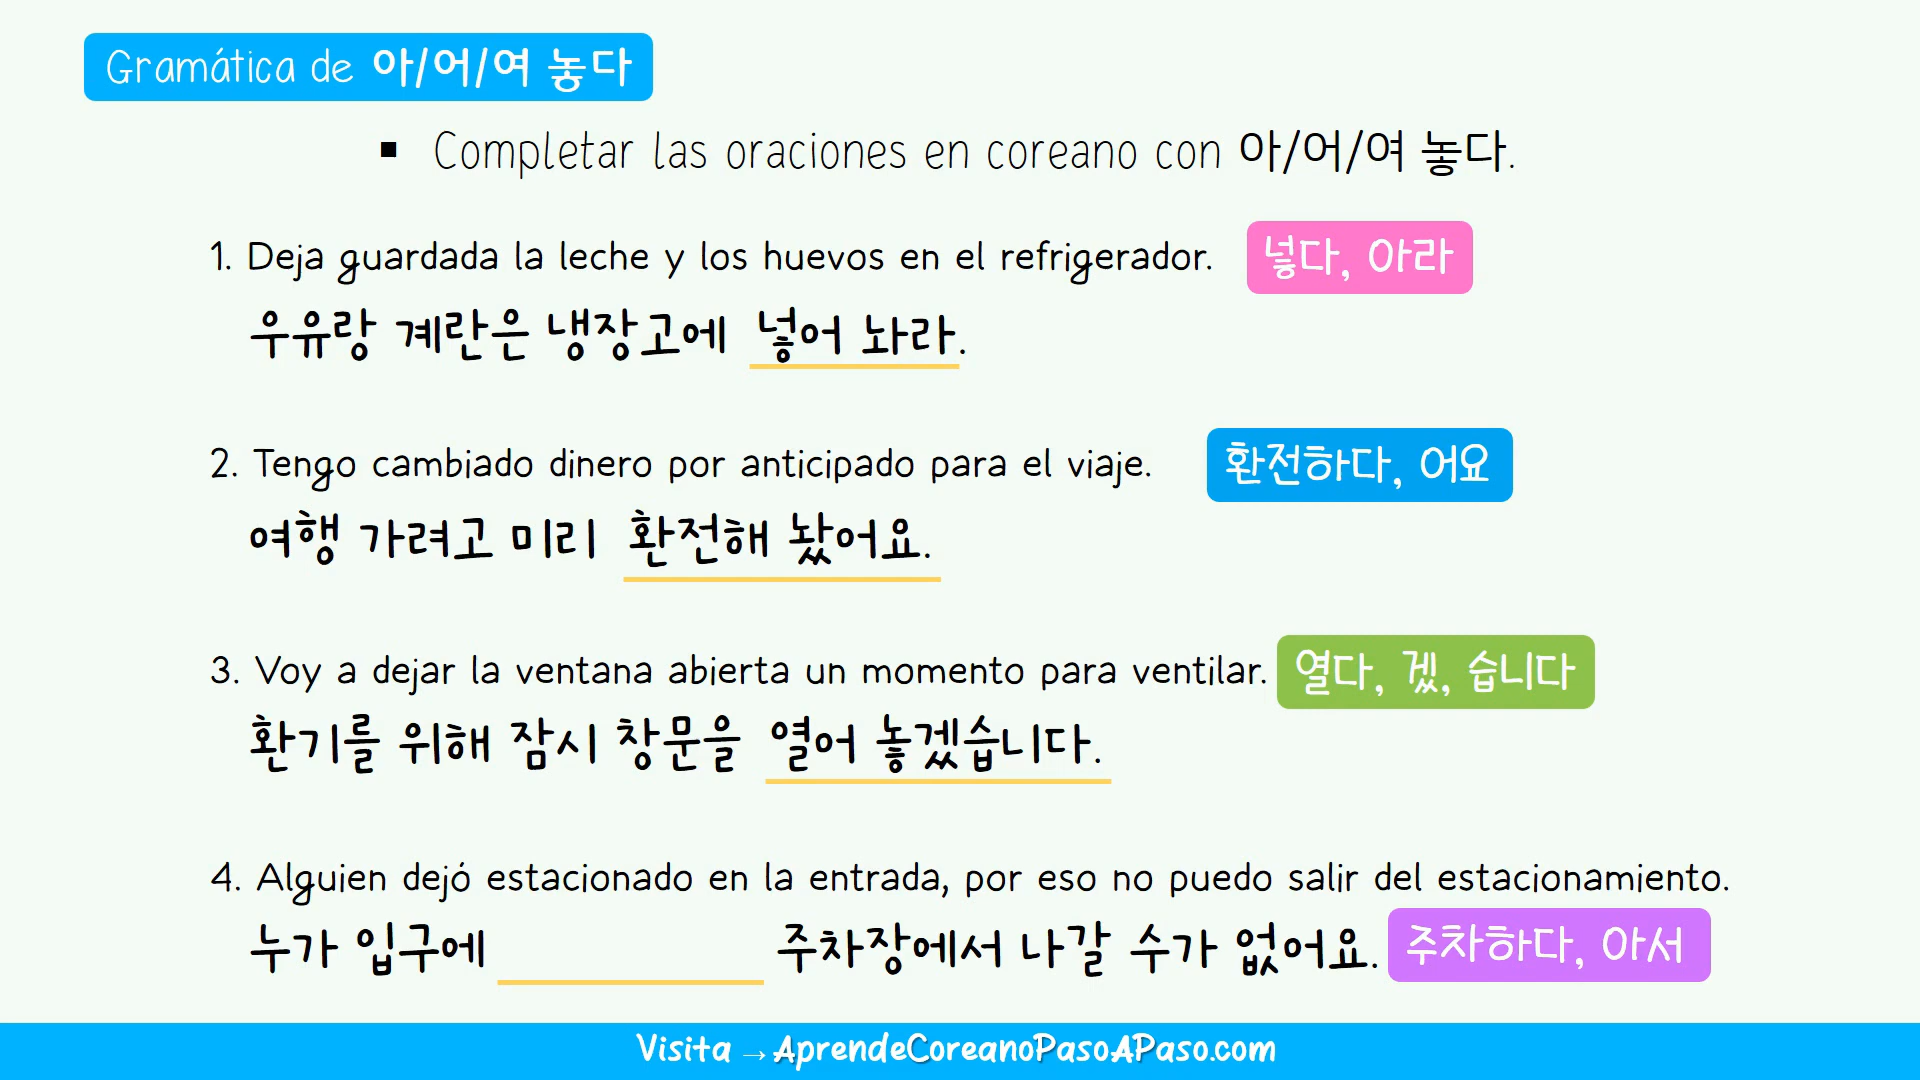 Gramática de 아/어/여 놓다
▪ Completar las oraciones en coreano con 아/어/여 놓다.
1. Deja guardada la leche y los huevos en el refrigerador. 넣다, 아라
우유랑 계란은 냉장고에 넣어 놔라.
2. Tengo cambiado dinero por anticipado para el viaje. 환전하다, 어요
여행 가려고 미리 환전해 놨어요.
3. Voy a dejar la ventana abierta un momento para ventilar. 열다, 겠, 습니다
환기를 위해 잠시 창문을 열어 놓겠습니다.
4. Alguien dejó estacionado en la entrada, por eso no puedo salir del estacionamiento.
누가 입구에 ______ 주차장에서 나갈 수가 없어요. 주차하다, 아서
Visita →AprendeCoreanoPasoAPaso.com